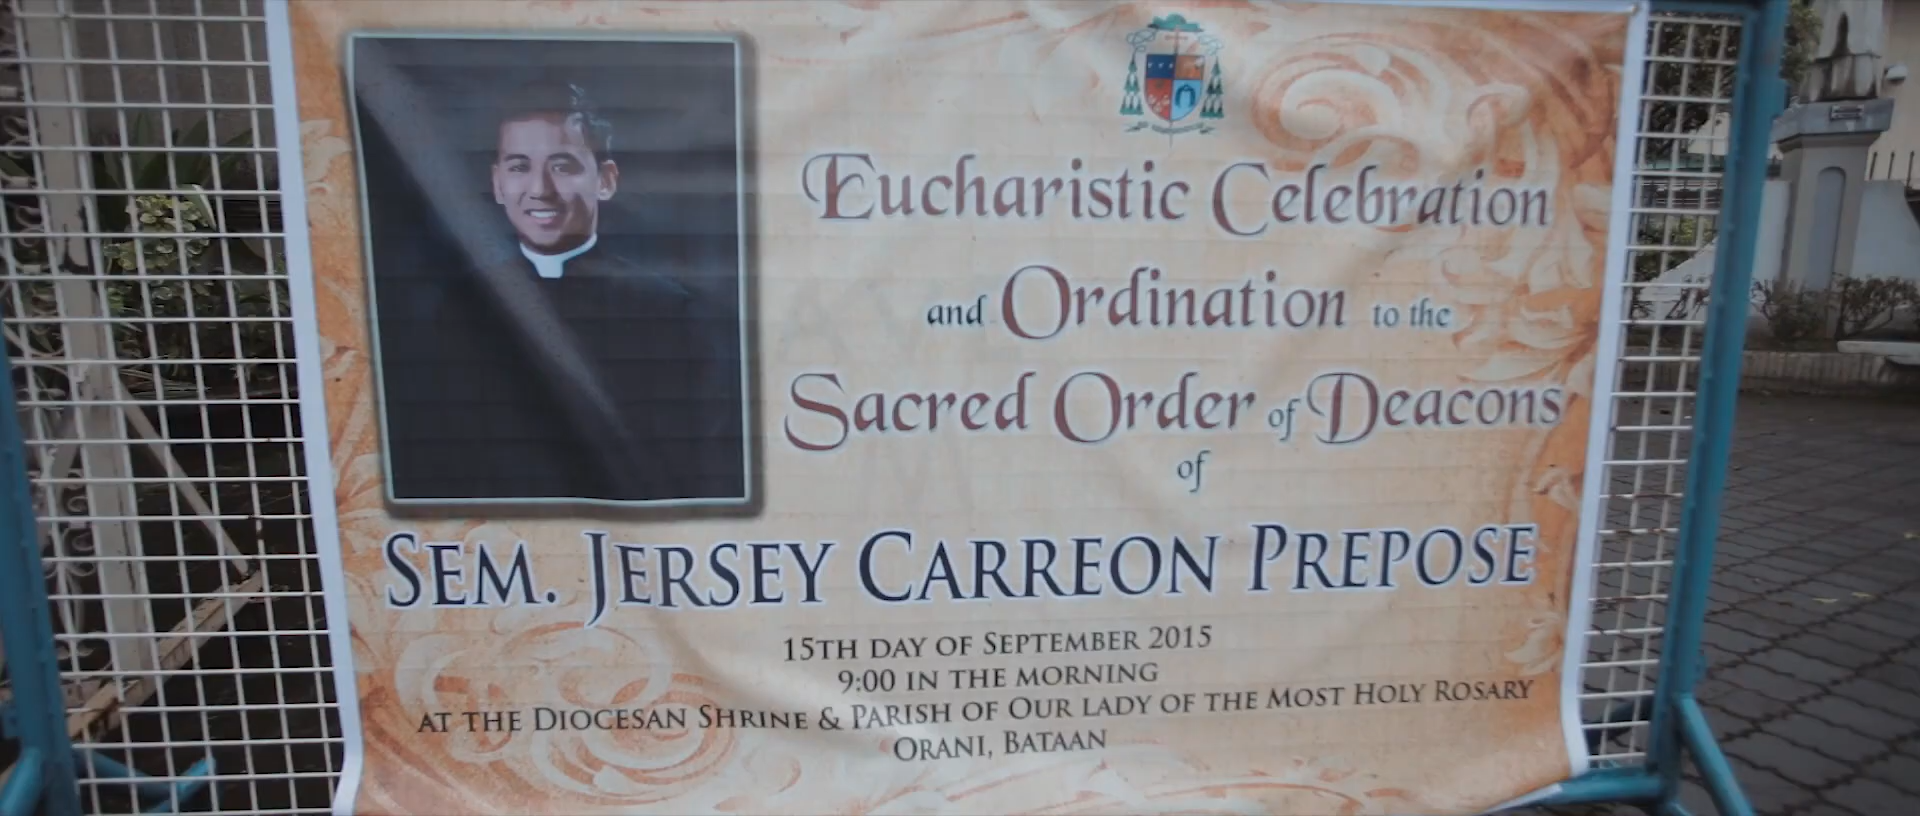 Eucharistic Celebration
and Ordination to the
Sacred Order of Deacons
of
SEM. JERSEY CARREON PREPOSE
15TH DAY OF SEPTEMBER 2015
9:00 IN THE MORNING
AT THE DIOCESAN SHRINE & PARISH OF OUR LADY OF THE MOST HOLY ROSARY
ORANI, BATAAN